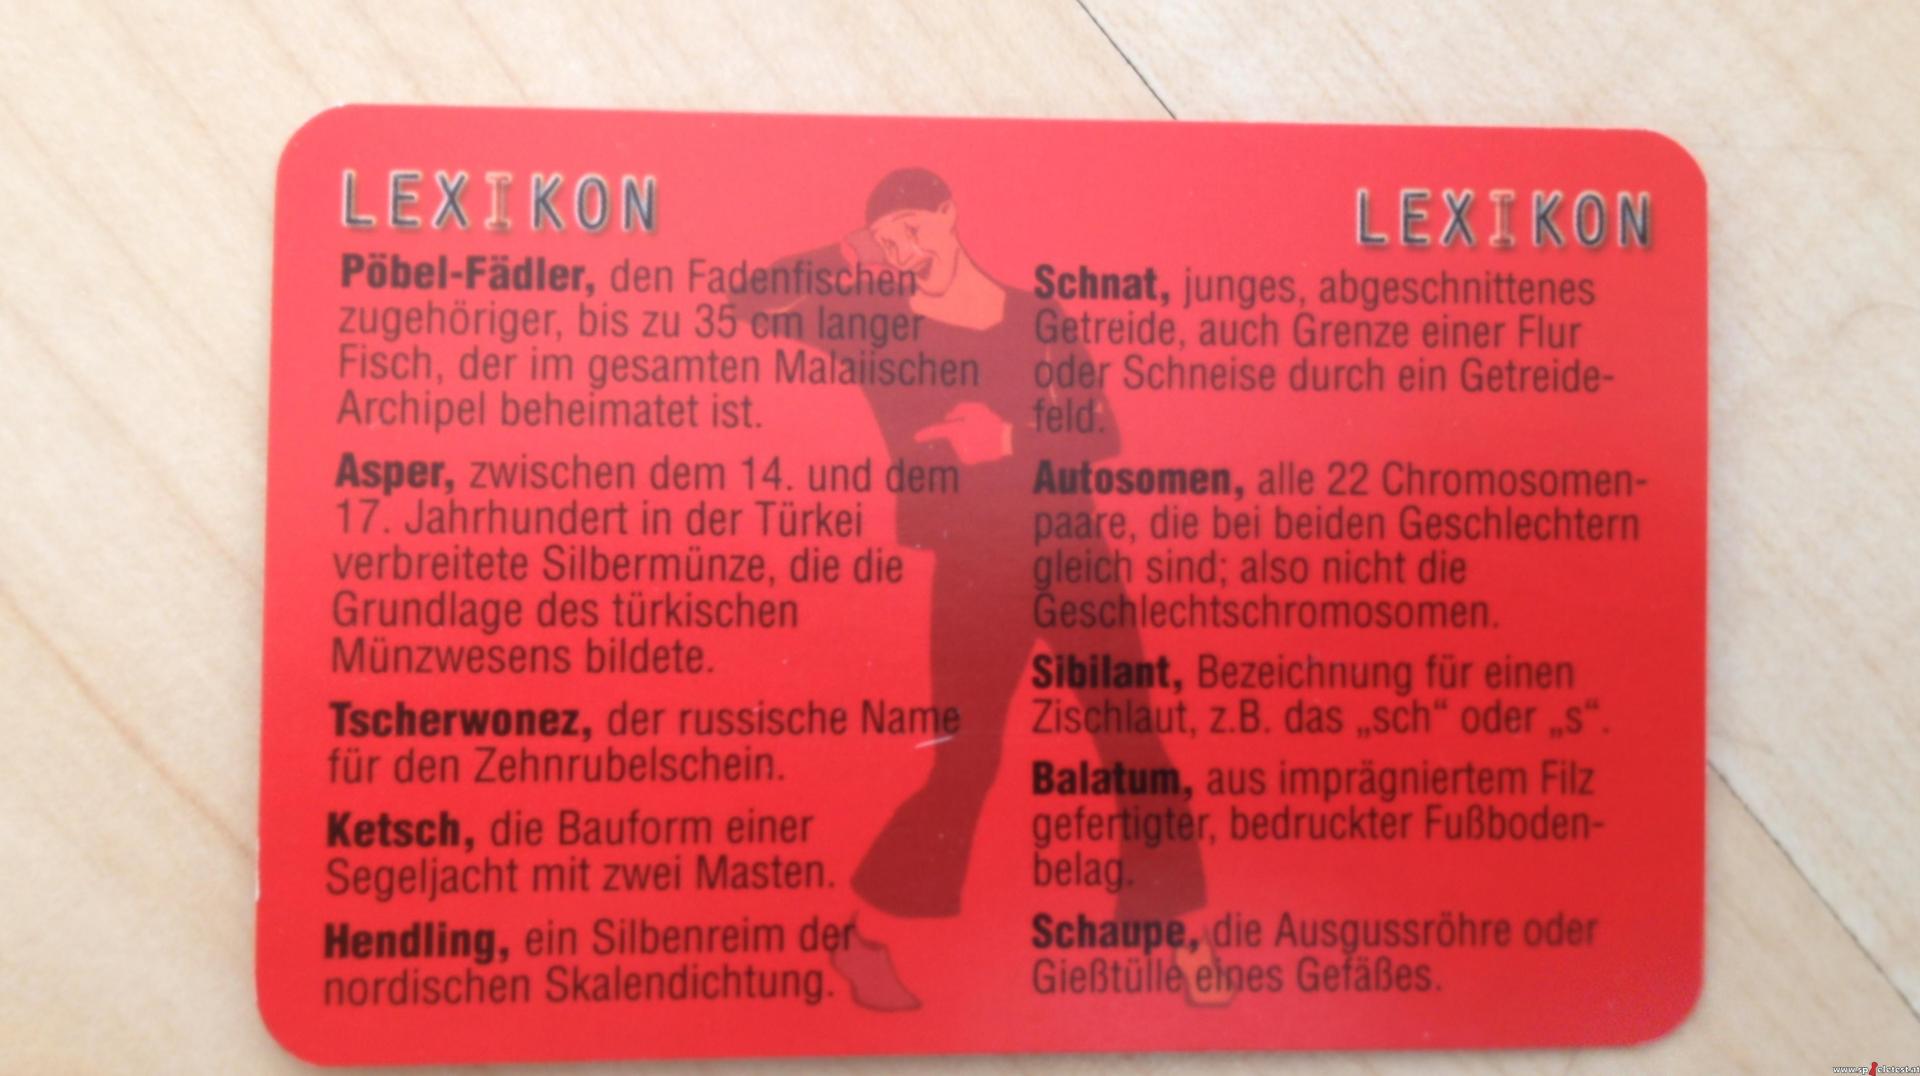 LEXIKON
Pöbel-Fädler, den Fadenfischen
zugehöriger, bis zu 35 cm langer
Fisch, der im gesamten Malaiischen
Archipel beheimatet ist.
Asper, zwischen dem 14. und dem
17. Jahrhundert in der Türkei
verbreitete Silbermünze, die die
Grundlage des türkischen
Münzwesens bildete.
Tscherwonez, der russische Name
für den Zehnrubelschein.
Ketsch, die Bauform einer
Segeljacht mit zwei Masten.
Hendling, ein Silbenreim der
nordischen Skalendichtung.
LEXIKON
Schnat, junges, abgeschnittenes
Getreide, auch Grenze einer Flur
oder Schneise durch ein Getreide-
feld.
Autosomen, alle 22 Chromosomen-
paare, die bei beiden Geschlechtern
gleich sind; also nicht die
Geschlechtschromosomen.
Sibilant, Bezeichnung für einen
Zischlaut, z.B. das „sch“ oder „s“.
Balatum, aus imprägniertem Filz
gefertigter, bedruckter Fußboden-
belag.
Schaupe, die Ausgussröhre oder
Gießtülle eines Gefäßes.
www.spieletest.at